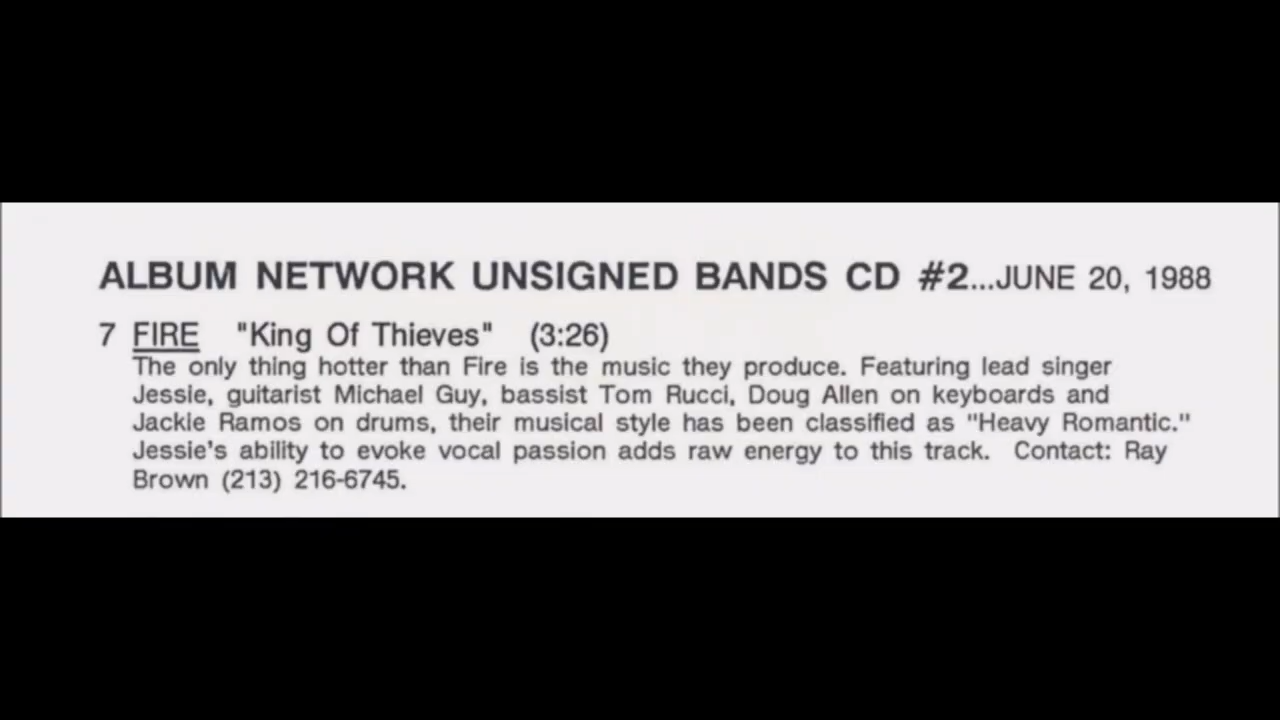 ALBUM NETWORK UNSIGNED BANDS CD #2...JUNE 20, 1988
7 FIRE "King Of Thieves" (3:26)
The only thing hotter than Fire is the music they produce. Featuring lead singer
Jessie, guitarist Michael Guy, bassist Tom Rucci, Doug Allen on keyboards and
Jackie Ramos on drums, their musical style has been classified as "Heavy Romantic."
Jessie's ability to evoke vocal passion adds raw energy to this track. Contact: Ray
Brown (213) 216-6745.